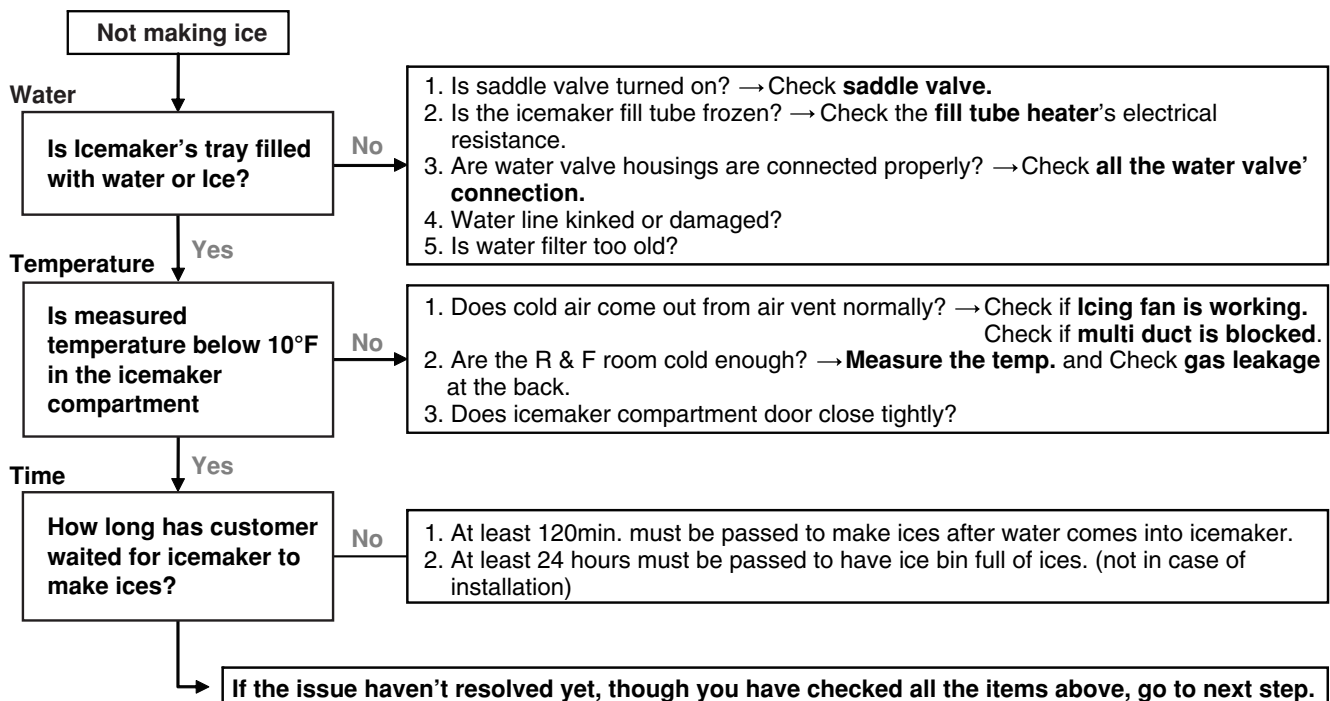 Not making ice
Water
Is Icemaker's tray filled
with water or Ice?
No
1. Is saddle valve turned on? → Check saddle valve.
2. Is the icemaker fill tube frozen? → Check the fill tube heater's electrical
resistance.
3. Are water valve housings are connected properly? → Check all the water valve'
connection.
4. Water line kinked or damaged?
5. Is water filter too old?
Yes
Temperature
Is measured
temperature below 10°F
in the icemaker
compartment
No
1. Does cold air come out from air vent normally? → Check if Icing fan is working.
Check if multi duct is blocked.
2. Are the R & F room cold enough? → Measure the temp. and Check gas leakage
at the back.
3. Does icemaker compartment door close tightly?
Yes
Time
How long has customer
waited for icemaker to
make ices?
No
1. At least 120min. must be passed to make ices after water comes into icemaker.
2. At least 24 hours must be passed to have ice bin full of ices. (not in case of
installation)
If the issue haven't resolved yet, though you have checked all the items above, go to next step.